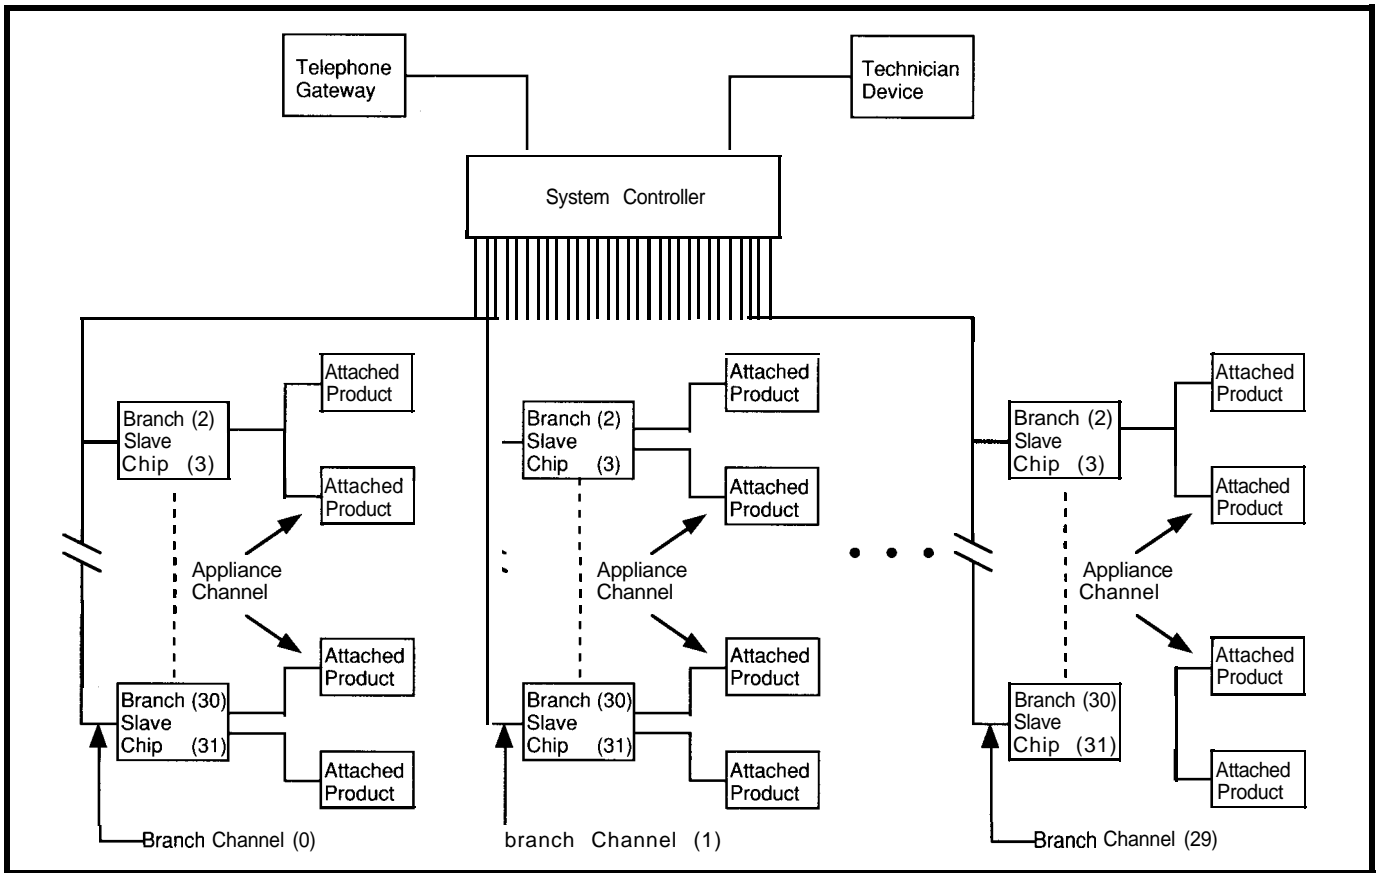 Telephone
Gateway
Technician
Device
System Controller
Attached
Product
Branch (2)
Slave
Chip (3)
Attached
Product
Appliance
Channel
Attached
Product
Branch (30)
Slave
Chip (31)
Attached
Product
Branch Channel (0)
Attached
Product
Branch (2)
Slave
Chip (3)
Attached
Product
Appliance
Channel
Attached
Product
Branch (30)
Slave
Chip (31)
Attached
Product
branch Channel (1)
Attached
Product
Branch (2)
Slave
Chip (3)
Attached
Product
Appliance
Channel
Attached
Product
Branch (30)
Slave
Chip (31)
Attached
Product
Branch Channel (29)